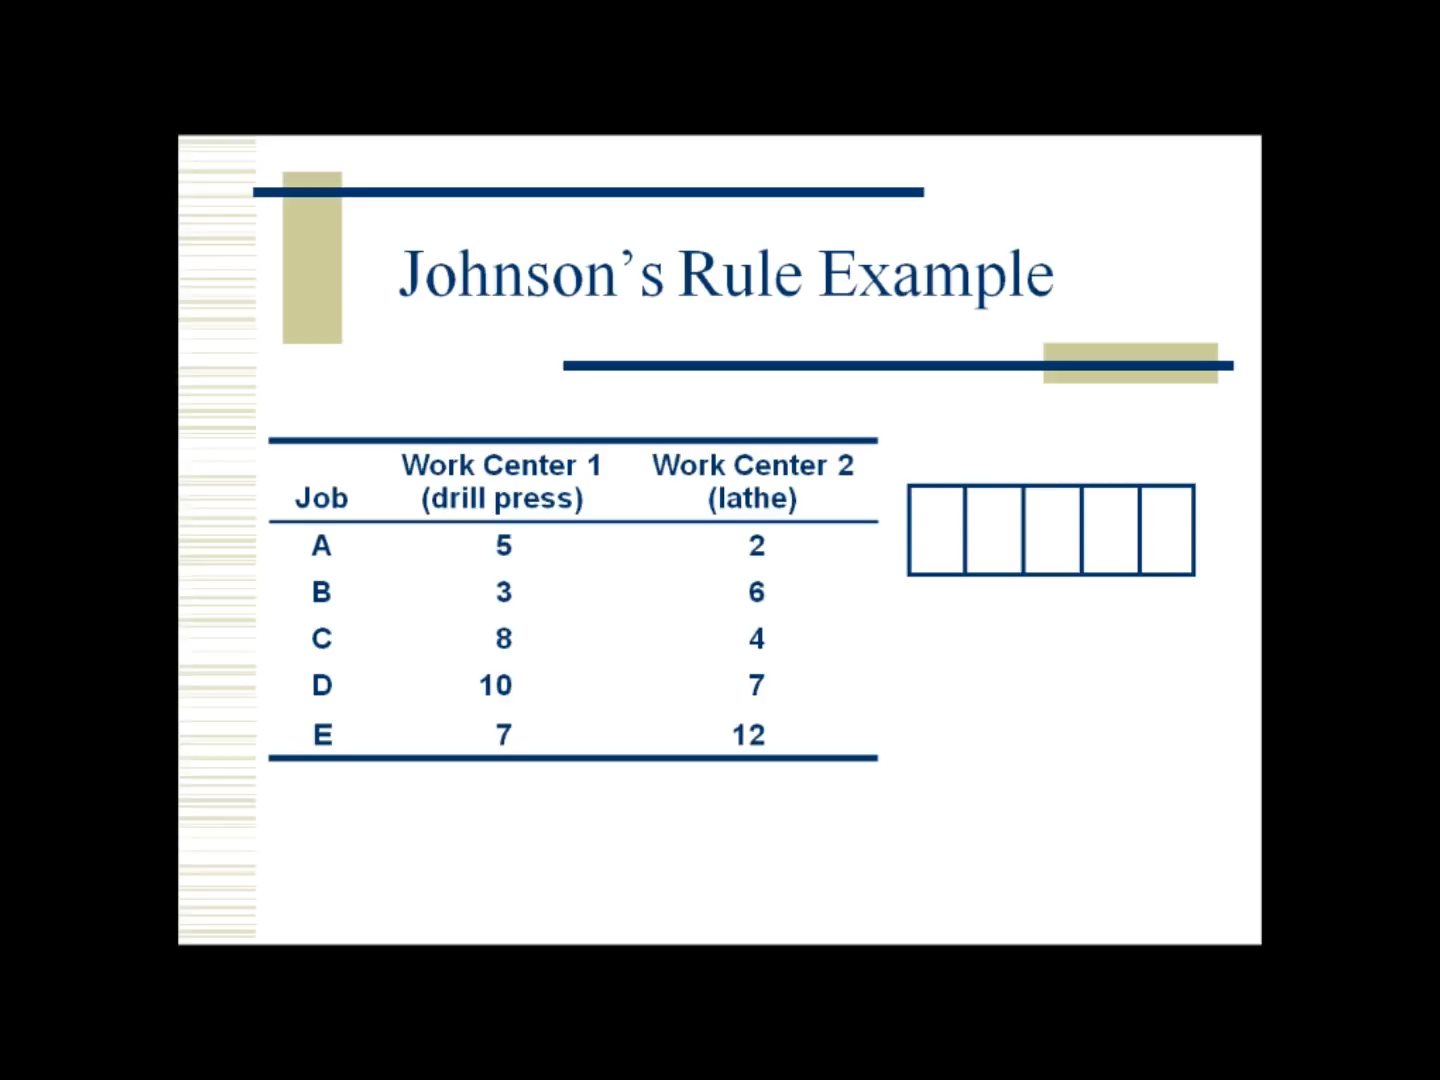 Johnson’s Rule Example
Work Center 1 Work Center 2
Job (drill press) (lathe)
A 5 2
B 3 6
C 8 4
D 10 7
E 7 12